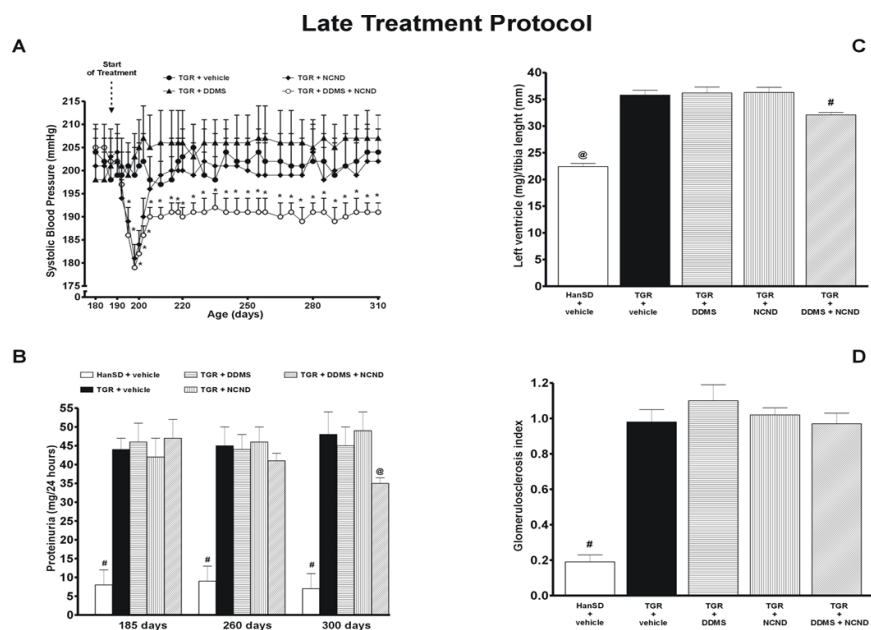 Late Treatment Protocol
A
Start
of Treatment
TGR + vehicle
TGR + NCND
TGR + DDMS
TGR + DDMS + NCND
Systolic Blood Pressure (mmHg)
215
210
205
200
195
190
185
180
175
0
* * * * * * * * * * * * * * * * * * * * * *
180 190 200 220 250 280 310
Age (days)
C
Left ventricle (mg)/tibia lenght (mm)
40
35
30
25
20
15
10
5
0
@
#
HanSD
+
vehicle
TGR
+
vehicle
TGR
+
DDMS
TGR
+
NCND
TGR
+
DDMS + NCND
B
HanSD + vehicle
TGR + DDMS
TGR + DDMS + NCND
TGR + vehicle
TGR + NCND
Proteinuria (mg/24 hours)
55
50
45
40
35
30
25
20
15
10
5
0
#
#
#
@
185 days
260 days
300 days
D
Glomerulosclerosis index
1.2
1.0
0.8
0.6
0.4
0.2
0.0
#
HanSD
+
vehicle
TGR
+
vehicle
TGR
+
DDMS
TGR
+
NCND
TGR
+
DDMS + NCND